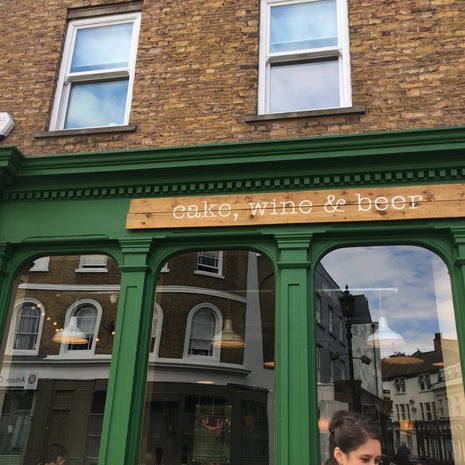 cake, wine & beer